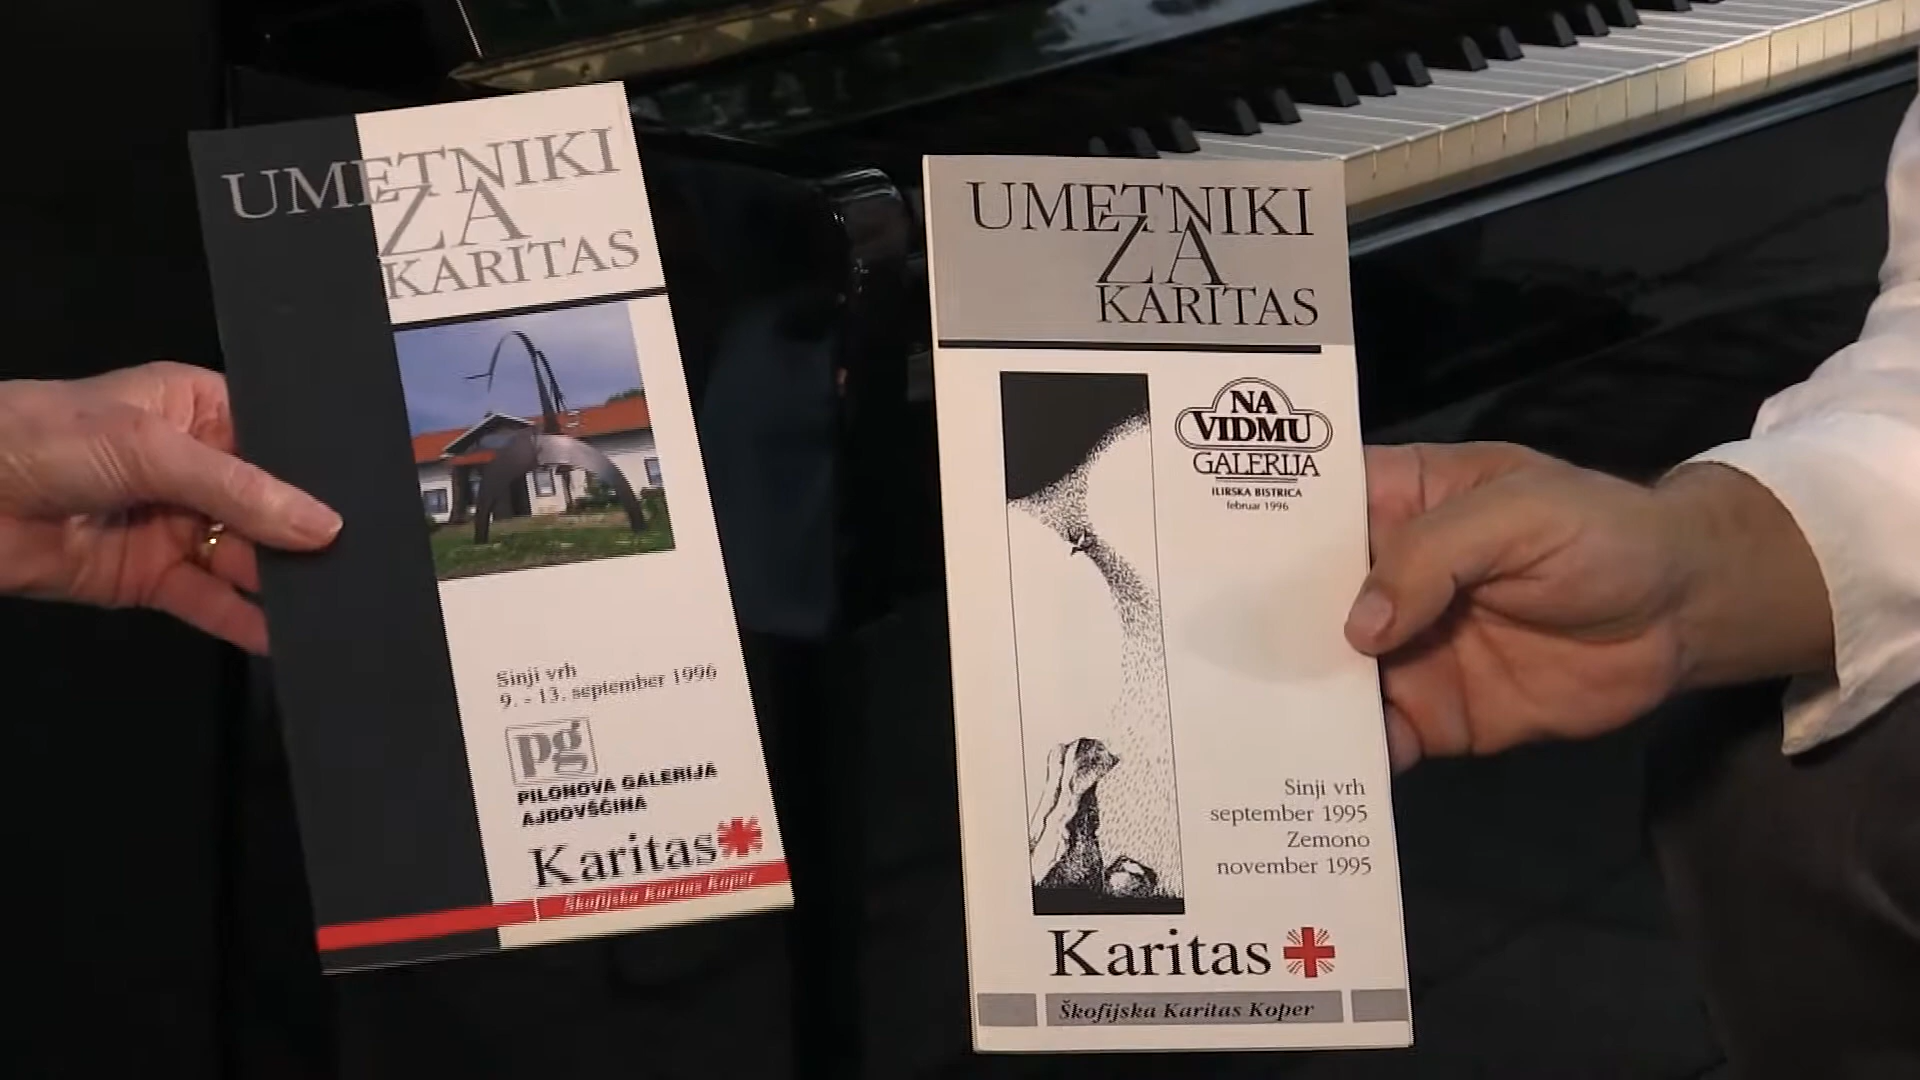 UMETNIKI
ZA
KARITAS
Sinji vrh
9. - 13. september 1996
pg
PILONOVA GALERIJA
AJDOVŠČINA
Karitas
Škofijska Karitas Koper
UMETNIKI
ZA
KARITAS
NA
VIDMU
GALERIJA
ILIRSKA BISTRICA
februar 1996
Sinji vrh
september 1995
Zemono
november 1995
Karitas
Škofijska Karitas Koper